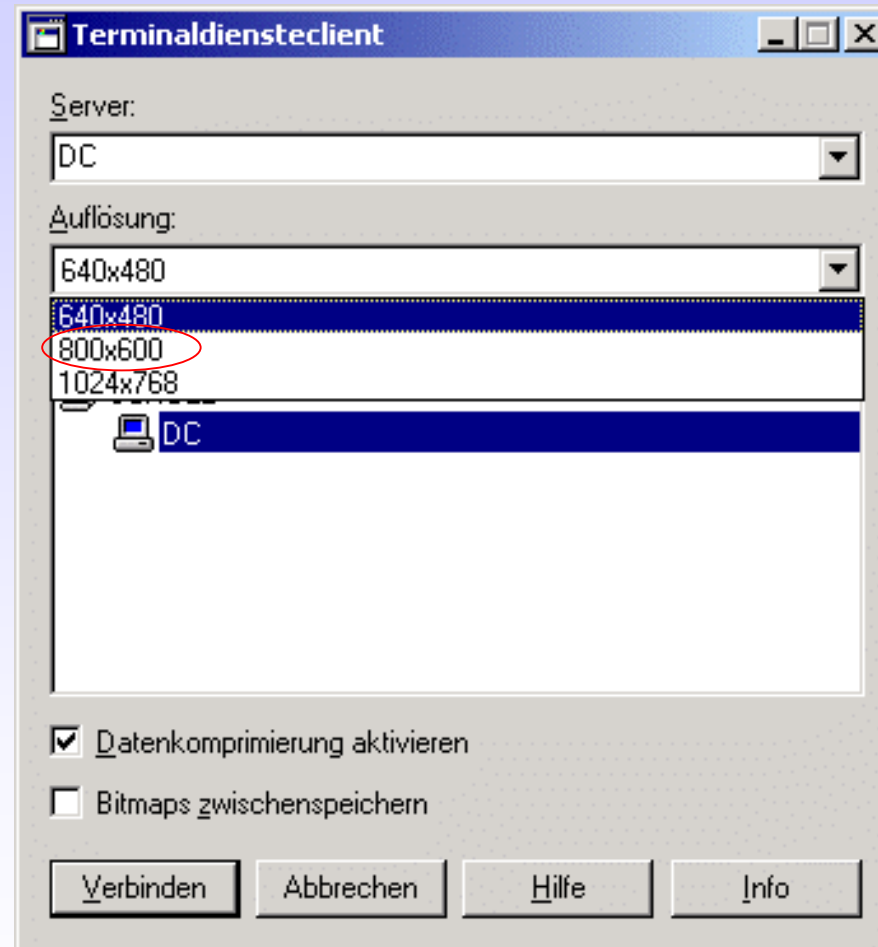 Terminaldiensteclient
Server:
DC
Auflösung:
640x480
640x480
800x600
1024x768
DC
Datenkomprimierung aktivieren
Bitmaps zwischenspeichern
Verbinden Abbrechen Hilfe Info